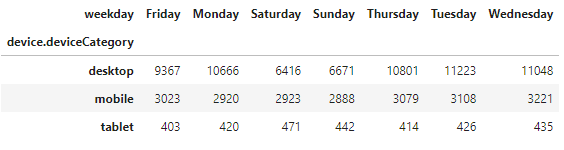 weekday Friday Monday Saturday Sunday Thursday Tuesday Wednesday
device.deviceCategory
desktop 9367 10666 6416 6671 10801 11223 11048
mobile 3023 2920 2923 2888 3079 3108 3221
tablet 403 420 471 442 414 426 435